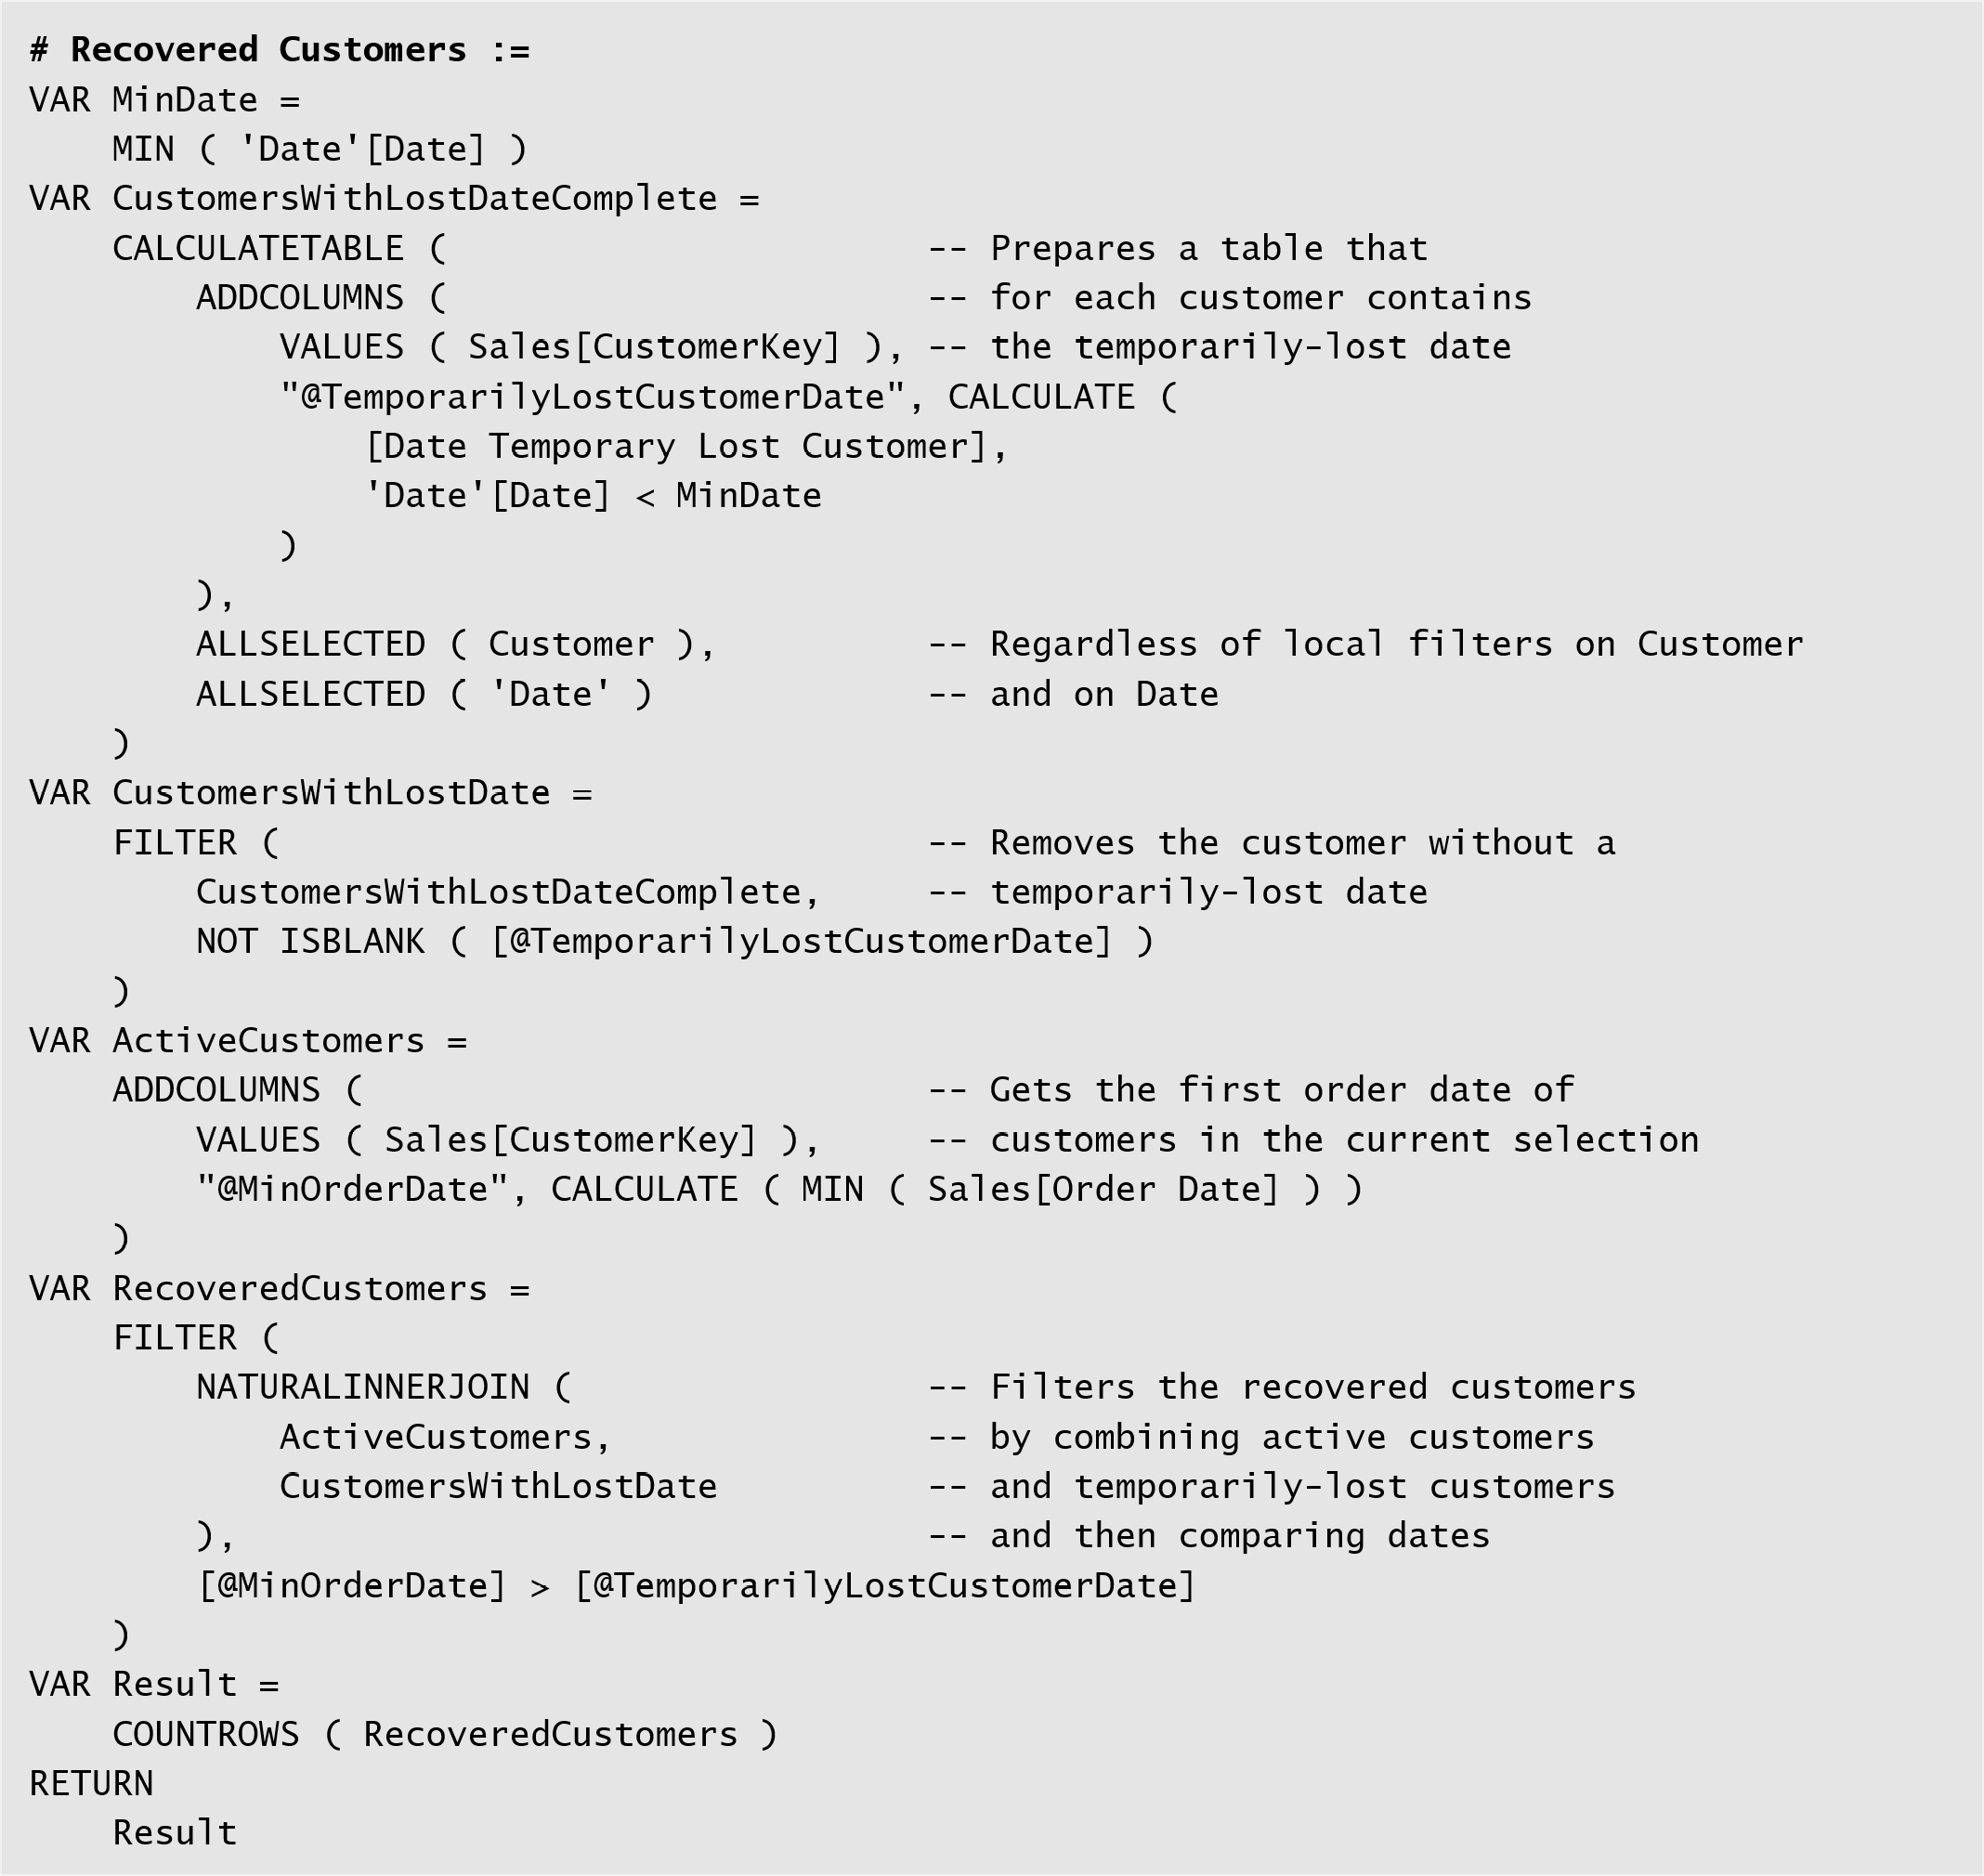 # Recovered Customers :=
VAR MinDate =
    MIN ( 'Date'[Date] )
VAR CustomersWithLostDateComplete =
    CALCULATETABLE (                       -- Prepares a table that
        ADDCOLUMNS (                       -- for each customer contains
            VALUES ( Sales[CustomerKey] ), -- the temporarily-lost date
            "@TemporarilyLostCustomerDate", CALCULATE (
                [Date Temporary Lost Customer],
                'Date'[Date] < MinDate
            )
        ),
        ALLSELECTED ( Customer ),          -- Regardless of local filters on Customer
        ALLSELECTED ( 'Date' )             -- and on Date
    )
VAR CustomersWithLostDate =
    FILTER (                               -- Removes the customer without a
        CustomersWithLostDateComplete,     -- temporarily-lost date
        NOT ISBLANK ( [@TemporarilyLostCustomerDate] )
    )
VAR ActiveCustomers =
    ADDCOLUMNS (                           -- Gets the first order date of
        VALUES ( Sales[CustomerKey] ),     -- customers in the current selection
        "@MinOrderDate", CALCULATE ( MIN ( Sales[Order Date] ) )
    )
VAR RecoveredCustomers =
    FILTER (
        NATURALINNERJOIN (                 -- Filters the recovered customers
            ActiveCustomers,               -- by combining active customers
            CustomersWithLostDate          -- and temporarily-lost customers
        ),                                 -- and then comparing dates
        [@MinOrderDate] > [@TemporarilyLostCustomerDate]
    )
VAR Result =
    COUNTROWS ( RecoveredCustomers )
RETURN
    Result